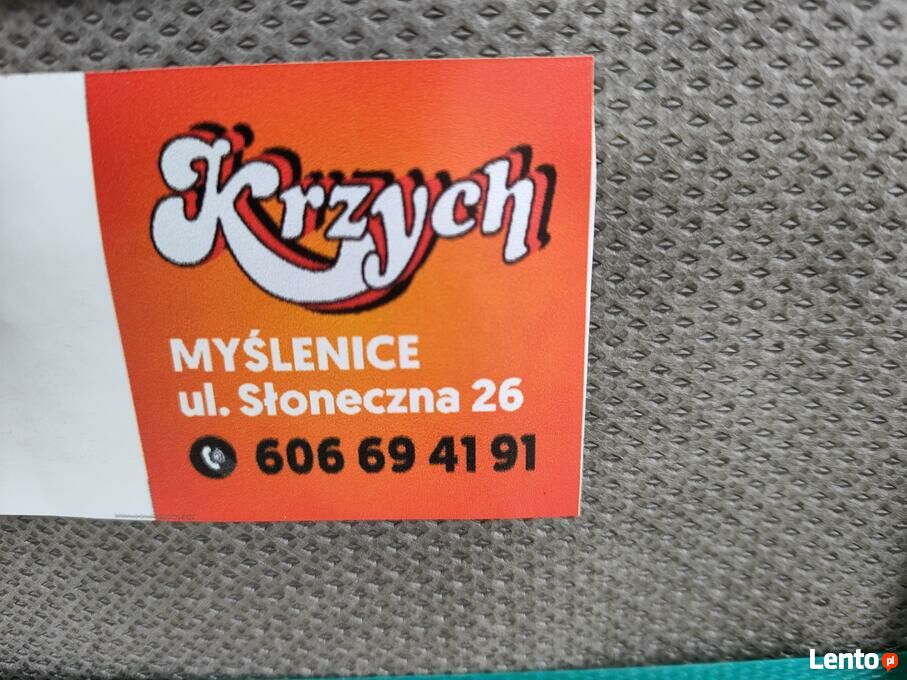 Krzych
MYŚLENICE
ul. Słoneczna 26
606 69 41 91
Lento.pl